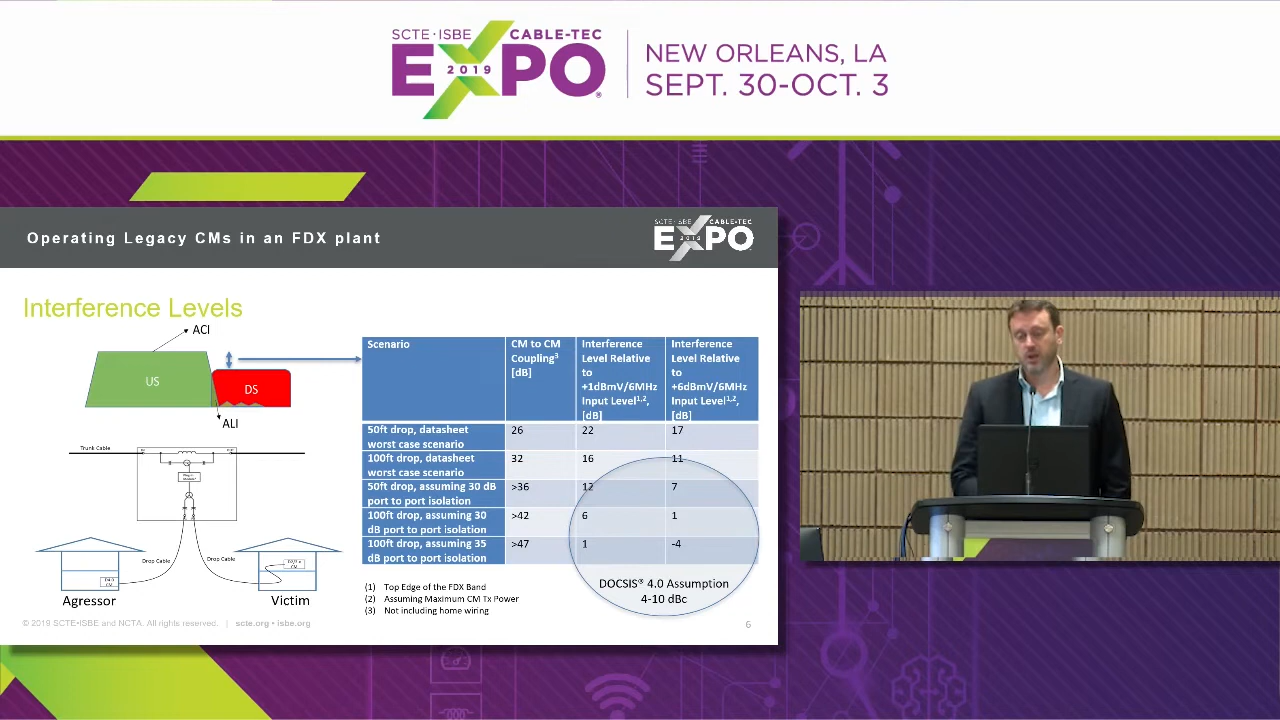 SCTE•ISBE CABLE-TEC
EXPO
2019
NEW ORLEANS, LA
SEPT. 30-OCT. 3
Operating Legacy CMs in an FDX plant
SCTE•ISBE CABLE-TEC
EXPO
2019
Interference Levels
ACI
US
DS
ALI
Trunk Cable
Drop Cable
Drop Cable
CM
CM
Agressor
Victim
Scenario
CM to CM
Coupling3
[dB]
Interference
Level Relative
to
+1dBmV/6MHz
Input Level1,2,
[dB]
Interference
Level Relative
to
+6dBmV/6MHz
Input Level1,2,
[dB]
50ft drop, datasheet
worst case scenario
26
22
17
100ft drop, datasheet
worst case scenario
32
16
11
50ft drop, assuming 30 dB
port to port isolation
>36
12
7
100ft drop, assuming 30
dB port to port isolation
>42
6
1
100ft drop, assuming 35
dB port to port isolation
>47
1
-4
DOCSIS® 4.0 Assumption
4-10 dBc
(1) Top Edge of the FDX Band
(2) Assuming Maximum CM Tx Power
(3) Not including home wiring
© 2019 SCTE•ISBE and NCTA. All rights reserved. | scte.org • isbe.org
6